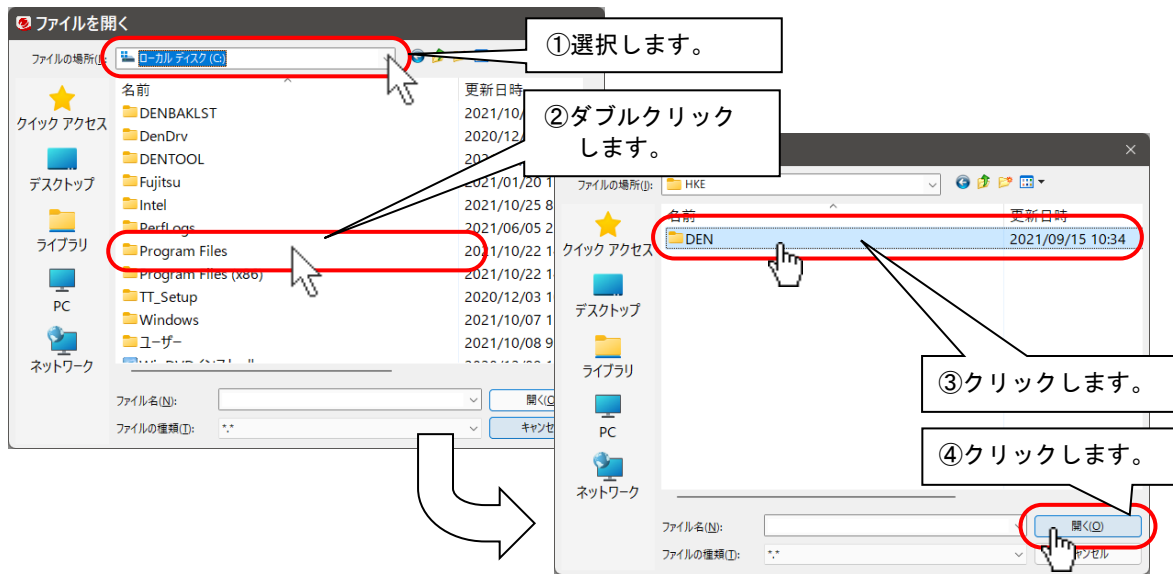 ファイルを開く
ファイルの場所(I):
ローカル ディスク (C:)
①選択します。
名前
更新日時
クイック アクセス
デスクトップ
ライブラリ
PC
ネットワーク
DENBAKLST
2021/10/
DenDrv
2020/12/
DENTOOL
202
Fujitsu
2021/01/20 1
Intel
2021/10/25 8
PerfLogs
2021/06/05 2
Program Files
2021/10/22 1
Program Files (x86)
2021/10/22 1
TT_Setup
2020/12/03 1
Windows
2021/10/07 1
ユーザー
2021/10/08 9
ファイル名(N):
開く(O
ファイルの種類(T):
*.*
キャンセ
②ダブルクリック
します。
ファイルの場所(I):
HKE
名前
更新日時
DEN
2021/09/15 10:34
クイック アクセス
デスクトップ
ライブラリ
PC
ネットワーク
③クリックします。
④クリックします。
ファイル名(N):
開く(O)
ファイルの種類(T):
*.*
ャンセル